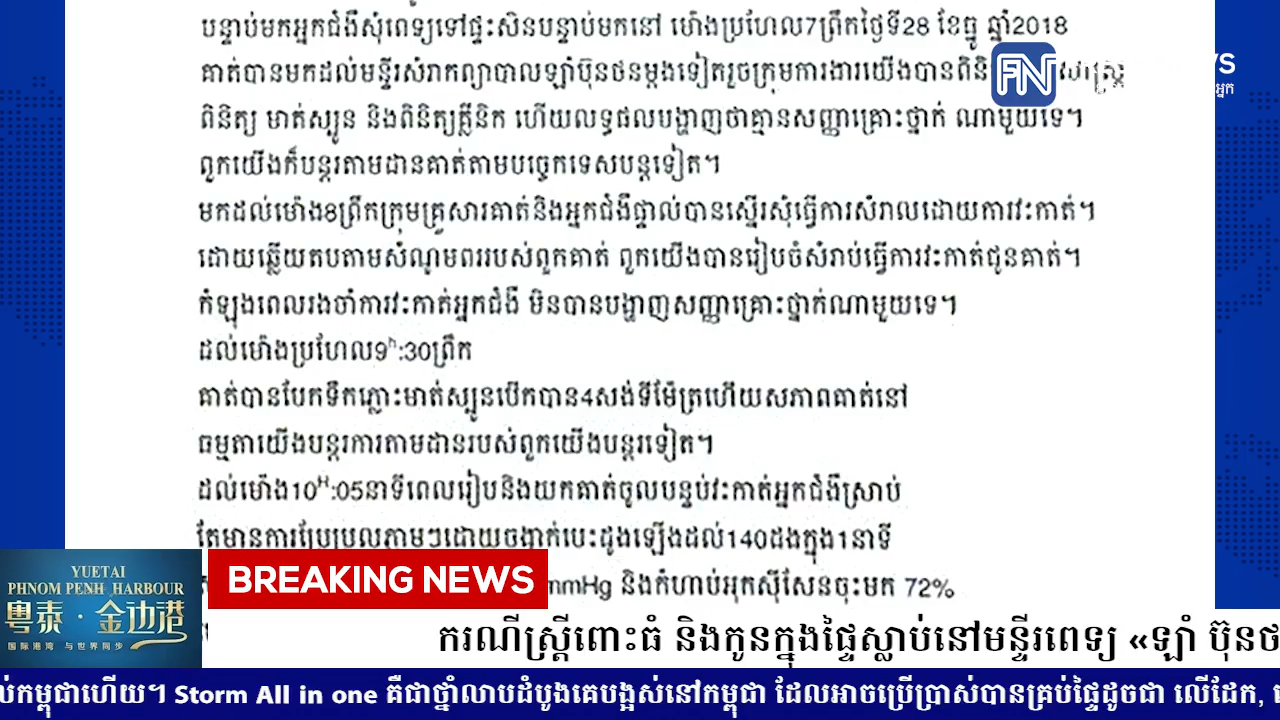 បន្ទាប់មកអ្នកជំងឺសុំពេទ្យទៅផ្ទះសិនបន្ទាប់មកនៅ ម៉ោងប្រហែល7ព្រឹកថ្ងៃទី28 ខែធ្នូ ឆ្នាំ2018
គាត់បានមកដល់មន្ទីរសំរាកព្យាបាលឡាំប៊ុនថនម្តងទៀតរួចក្រុមការងារយើងបានពិនិ
ពិនិត្យ មាត់ស្បូន និងពិនិត្យគ្លីនិក ហើយលទ្ធផលបង្ហាញថាគ្មានសញ្ញាគ្រោះថ្នាក់ ណាមួយទេ។
ពួកយើងក៏បន្តរតាមដានគាត់តាមបច្ចេកទេសបន្តទៀត។
មកដល់ម៉ោង8ព្រឹកក្រុមគ្រួសារគាត់និងអ្នកជំងឺផ្ទាល់បានស្នើរសុំធ្វើការសំរាលដោយការវះកាត់។
ដោយឆ្លើយតបតាមសំណូមពររបស់ពួកគាត់ ពួកយើងបានរៀបចំសំរាប់ធ្វើការវះកាត់ជូនគាត់។
កំឡុងពេលរងចាំការវះកាត់អ្នកជំងឺ មិនបានបង្ហាញសញ្ញាគ្រោះថ្នាក់ណាមួយទេ។
ដល់ម៉ោងប្រហែល9h:30ព្រឹក
គាត់បានបែកទឹកភ្លោះមាត់ស្បូនបើកបាន4សង់ទីម៉ែត្រហើយសភាពគាត់នៅ
ធម្មតាយើងបន្តរការតាមដានរបស់ពួកយើងបន្តរទៀត។
ដល់ម៉ោង10H:05នាទីពេលរៀបនិងយកគាត់ចូលបន្ទប់វះកាត់អ្នកជំងឺស្រាប់
តែមានការប្រែប្រួលភ្លាមៗដោយចង្វាក់បេះដូងឡើងដល់140ដងក្នុង1នាទី
mmHg និងកំហាប់អុកស៊ីសែនចុះមក 72%
FN
YUETAI
PHNOM PENH HARBOUR
粤泰·金边港
国际港湾 与世界同步
BREAKING NEWS
ករណីស្ត្រីពោះធំ និងកូនក្នុងផ្ទៃស្លាប់នៅមន្ទីរពេទ្យ «ឡាំ ប៊ុនថ
ល់កម្ពុជាហើយ។ Storm All in one គឺជាថ្នាំលាបដំបូងគេបង្អស់នៅកម្ពុជា ដែលអាចប្រើប្រាស់បានគ្រប់ផ្ទៃដូចជា លើដែក,